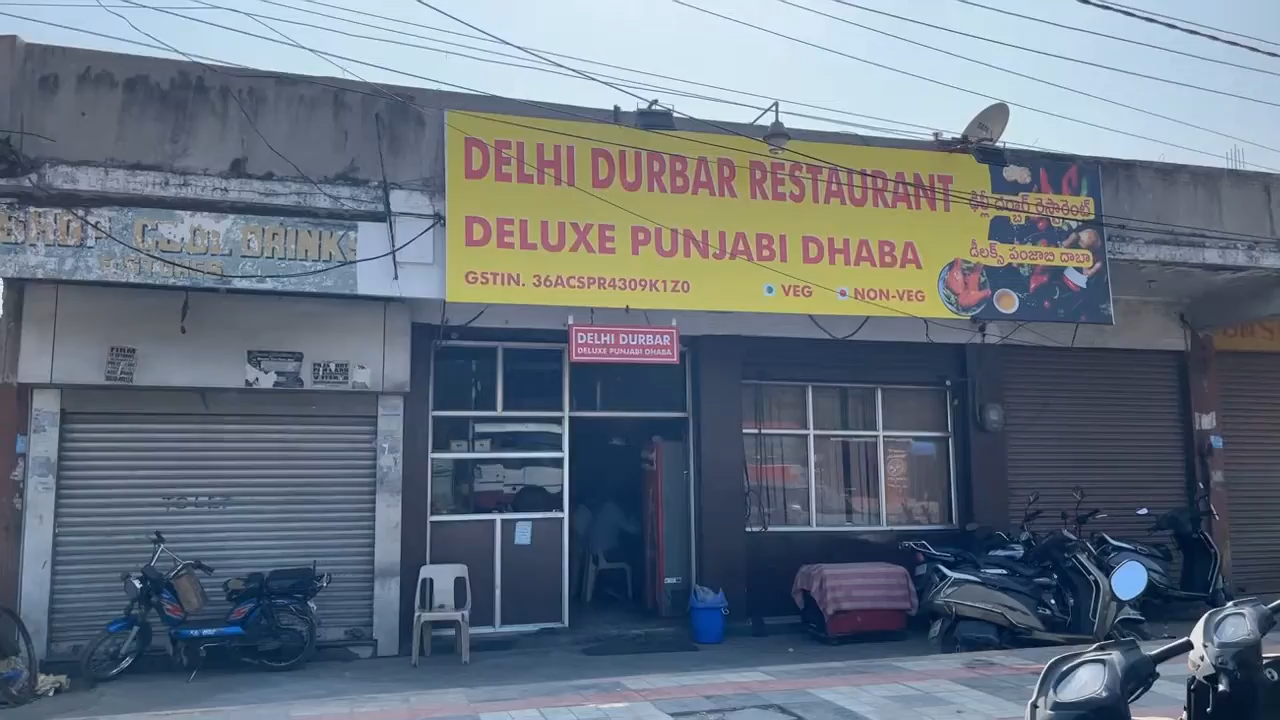 DELHI DURBAR RESTAURANT
ఢిల్లీ దర్బార్ రెస్టారెంట్
DELUXE PUNJABI DHABA
డీలక్స్ పంజాబి దాబా
GSTIN. 36ACSPR4309K1Z0
VEG
NON-VEG
COOL DRINKS
DELHI DURBAR
DELUXE PUNJABI DHABA